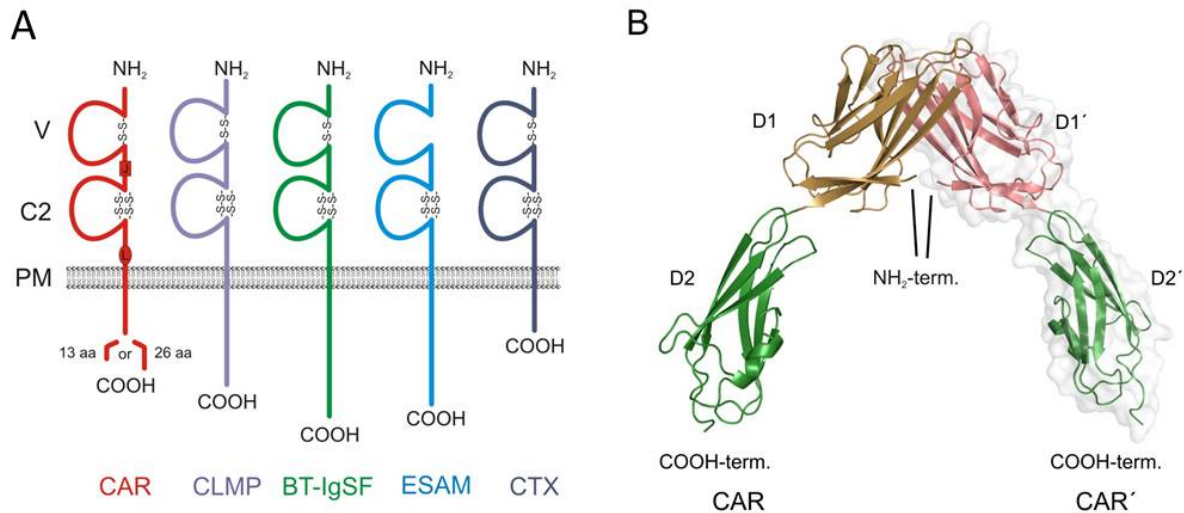 A
NH2 NH2 NH2 NH2 NH2
V
-S-S- -S-S- -S-S- -S-S-
J
C2
-S-S- -S-S- -S-S- -S-S- -S-S- -S-S- -S-S- -S-S- -S-S- -S-S-
L
PM
13 aa or 26 aa
COOH
COOH
COOH
COOH
COOH
CAR CLMP BT-IgSF ESAM CTX
B
D1 D1´
D2 NH2-term. D2´
COOH-term. COOH-term.
CAR CAR´